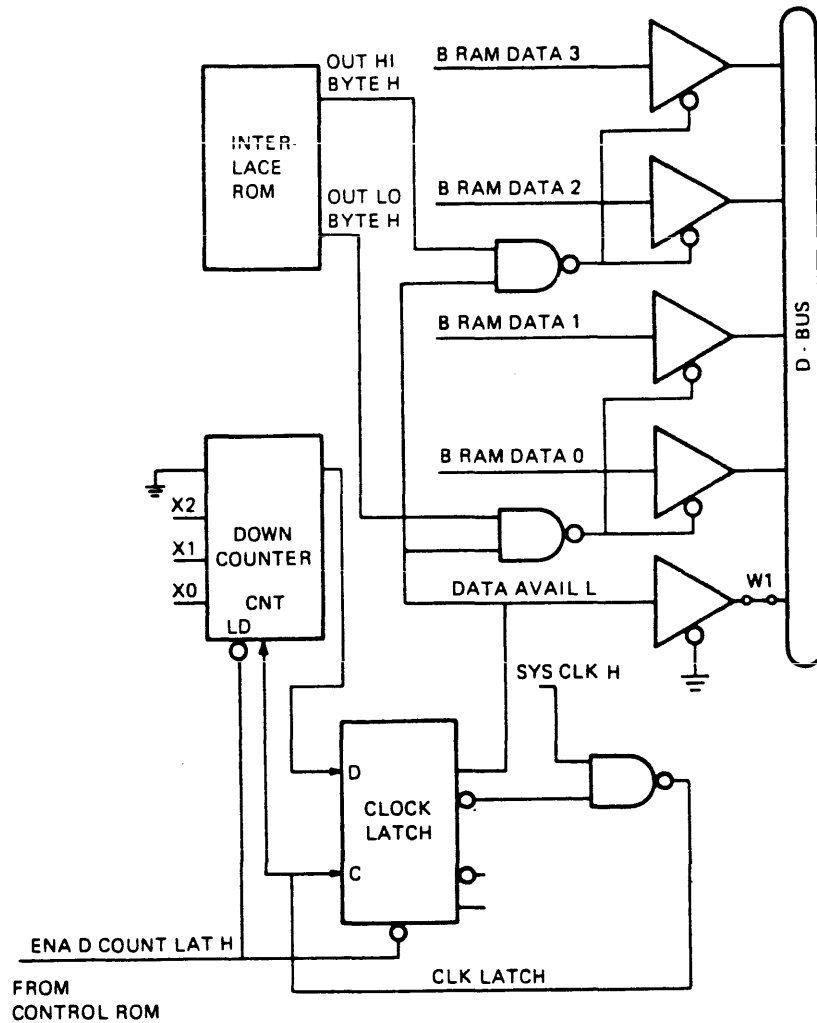 OUT HI
BYTE H
B RAM DATA 3
INTER-
LACE
ROM
OUT LO
BYTE H
B RAM DATA 2
B RAM DATA 1
D - BUS
B RAM DATA 0
X2
X1
X0
DOWN
COUNTER
CNT
LD
DATA AVAIL L
W1
SYS CLK H
D
CLOCK
LATCH
C
ENA D COUNT LAT H
CLK LATCH
FROM
CONTROL ROM